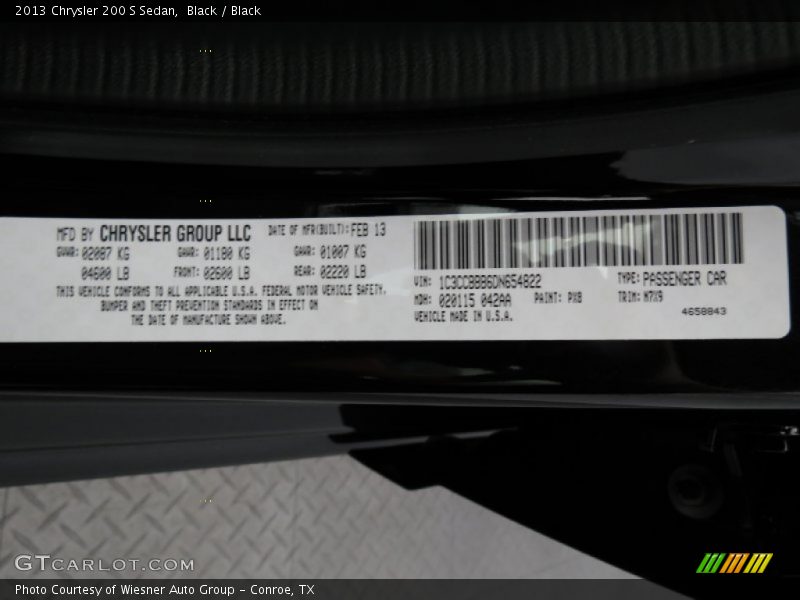 2013 Chrysler 200 S Sedan, Black / Black
MFD BY CHRYSLER GROUP LLC DATE OF MFR(BUILT): FEB 13
GVWR: 02087 KG GAWR: 01180 KG GAWR: 01007 KG
04600 LB FRONT: 02600 LB REAR: 02220 LB
THIS VEHICLE CONFORMS TO ALL APPLICABLE U.S.A. FEDERAL MOTOR VEHICLE SAFETY,
BUMPER AND THEFT PREVENTION STANDARDS IN EFFECT ON
THE DATE OF MANUFACTURE SHOWN ABOVE.
VIN: 1C3CCBBB6DN654822 TYPE: PASSENGER CAR
MDH: 020115 042AA PAINT: PX8 TRIM: M7X9
VEHICLE MADE IN U.S.A. 4658843
GTCARLOT.COM
Photo Courtesy of Wiesner Auto Group - Conroe, TX